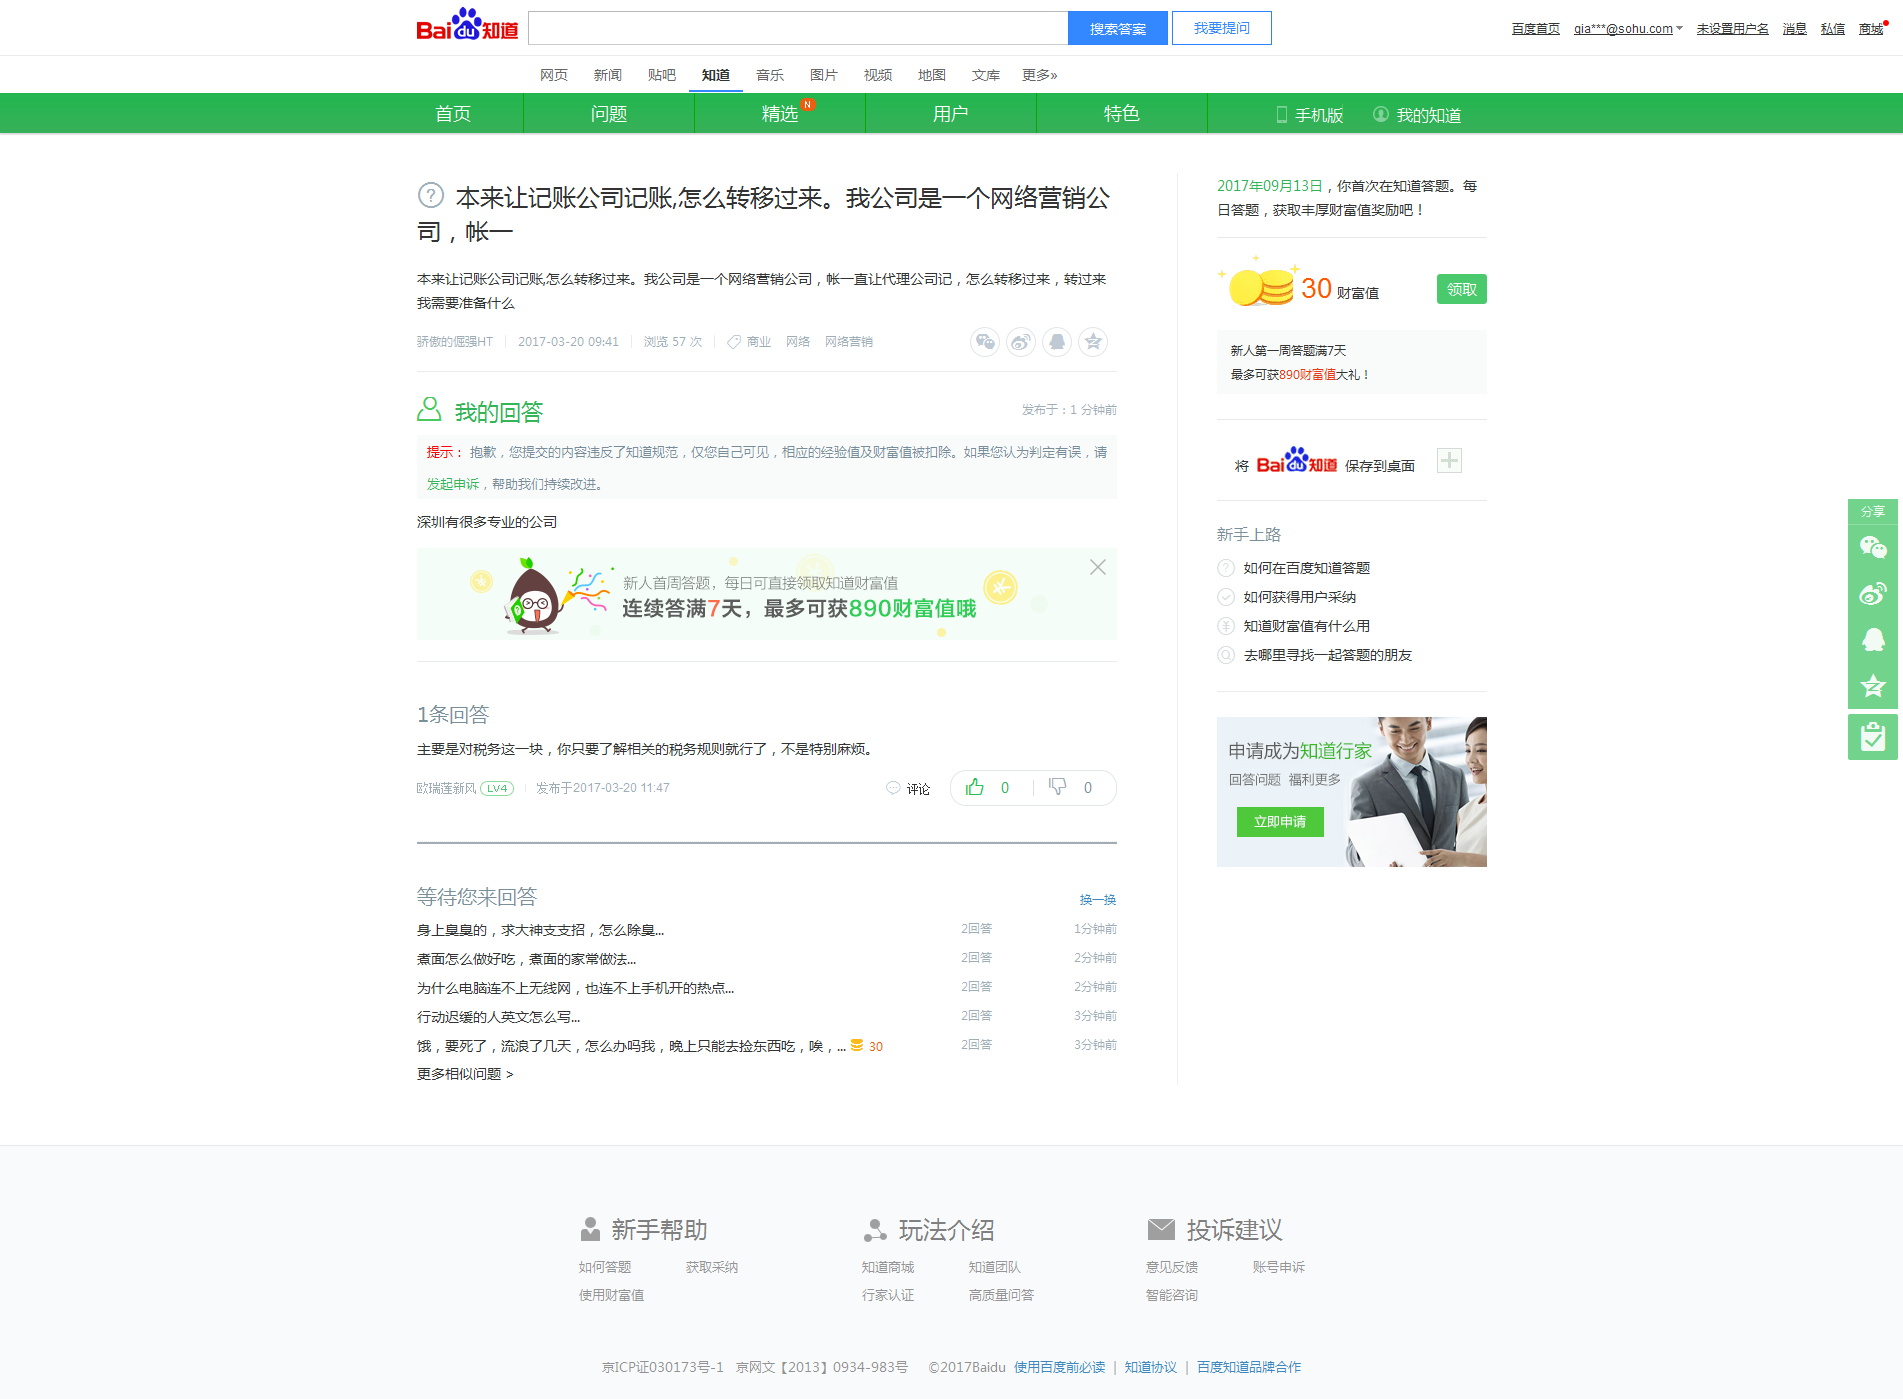 Baidu知道
搜索答案
我要提问
百度首页 qia***@sohu.com 未设置用户名 消息 私信 商城
网页 新闻 贴吧 知道 音乐 图片 视频 地图 文库 更多»
首页 问题 精选 N 用户 特色 手机版 我的知道
本来让记账公司记账,怎么转移过来。我公司是一个网络营销公
司，帐一
本来让记账公司记账,怎么转移过来。我公司是一个网络营销公司，帐一直让代理公司记，怎么转移过来，转过来
我需要准备什么
骄傲的倔强HT 2017-03-20 09:41 浏览 57 次 商业 网络 网络营销
我的回答
发布于：1 分钟前
提示： 抱歉，您提交的内容违反了知道规范，仅您自己可见，相应的经验值及财富值被扣除。如果您认为判定有误，请
发起申诉，帮助我们持续改进。
深圳有很多专业的公司
新人首周答题，每日可直接领取知道财富值
连续答满7天，最多可获890财富值哦
1条回答
主要是对税务这一块，你只要了解相关的税务规则就行了，不是特别麻烦。
欧瑞莲新风 LV4 发布于2017-03-20 11:47
评论 0 0
等待您来回答
换一换
身上臭臭的，求大神支支招，怎么除臭... 2回答 1分钟前
煮面怎么做好吃，煮面的家常做法... 2回答 2分钟前
为什么电脑连不上无线网，也连不上手机开的热点... 2回答 2分钟前
行动迟缓的人英文怎么写... 2回答 3分钟前
饿，要死了，流浪了几天，怎么办吗我，晚上只能去捡东西吃，唉，... 30 2回答 3分钟前
更多相似问题 >
2017年09月13日，你首次在知道答题。每
日答题，获取丰厚财富值奖励吧！
30 财富值
领取
新人第一周答题满7天
最多可获890财富值大礼！
将 Baidu知道 保存到桌面
新手上路
如何在百度知道答题
如何获得用户采纳
知道财富值有什么用
去哪里寻找一起答题的朋友
申请成为知道行家
回答问题 福利更多
立即申请
分享
新手帮助
如何答题 获取采纳
使用财富值
玩法介绍
知道商城 知道团队
行家认证 高质量问答
投诉建议
意见反馈 账号申诉
智能咨询
京ICP证030173号-1 京网文【2013】0934-983号 ©2017Baidu 使用百度前必读 | 知道协议 | 百度知道品牌合作